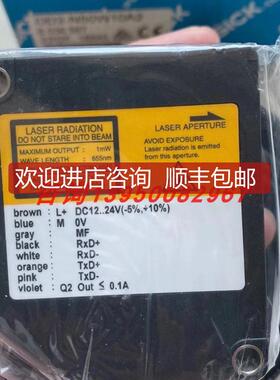 SICK
LASER RADIATION
DO NOT STARE INTO BEAM
MAXIMUM OUTPUT : 1mW
WAVE LENGTH : 655nm
LASER APERTURE
AVOID EXPOSURE
Laser radiation is emitted
from this aperture.
欢迎进店咨询 顺丰包邮
brown: L+ DC12..24V(-5%,+10%)
blue: M 0V
gray MF
black: RxD+
white: RxD-
orange: TxD+
pink: TxD-
violet: Q2 Out ≤ 0.1A